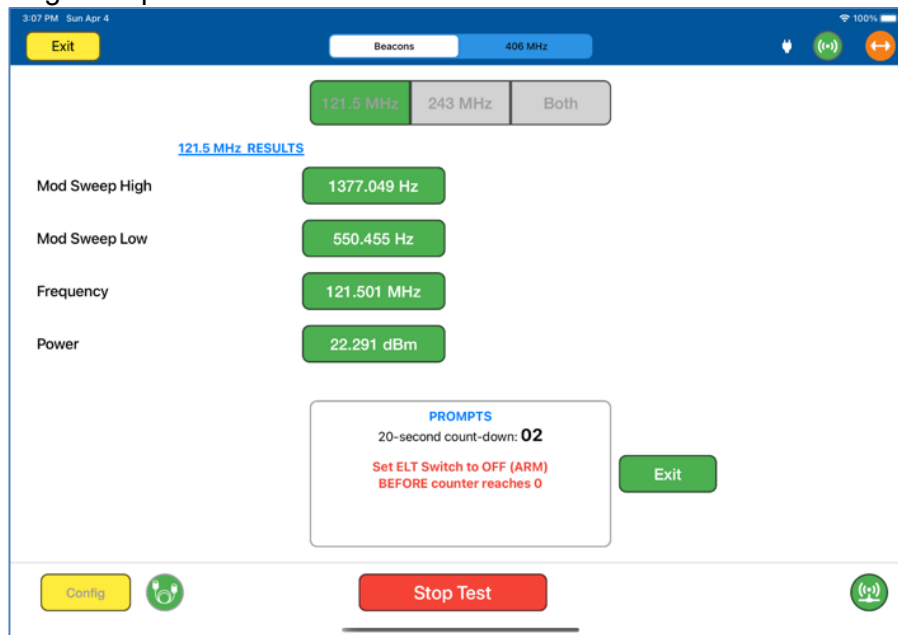 3:07 PM Sun Apr 4
100%
Exit
Beacons
406 MHz
121.5 MHz
243 MHz
Both
121.5 MHz RESULTS
Mod Sweep High
1377.049 Hz
Mod Sweep Low
550.455 Hz
Frequency
121.501 MHz
Power
22.291 dBm
PROMPTS
20-second count-down: 02
Set ELT Switch to OFF (ARM)
BEFORE counter reaches 0
Exit
Config
Stop Test